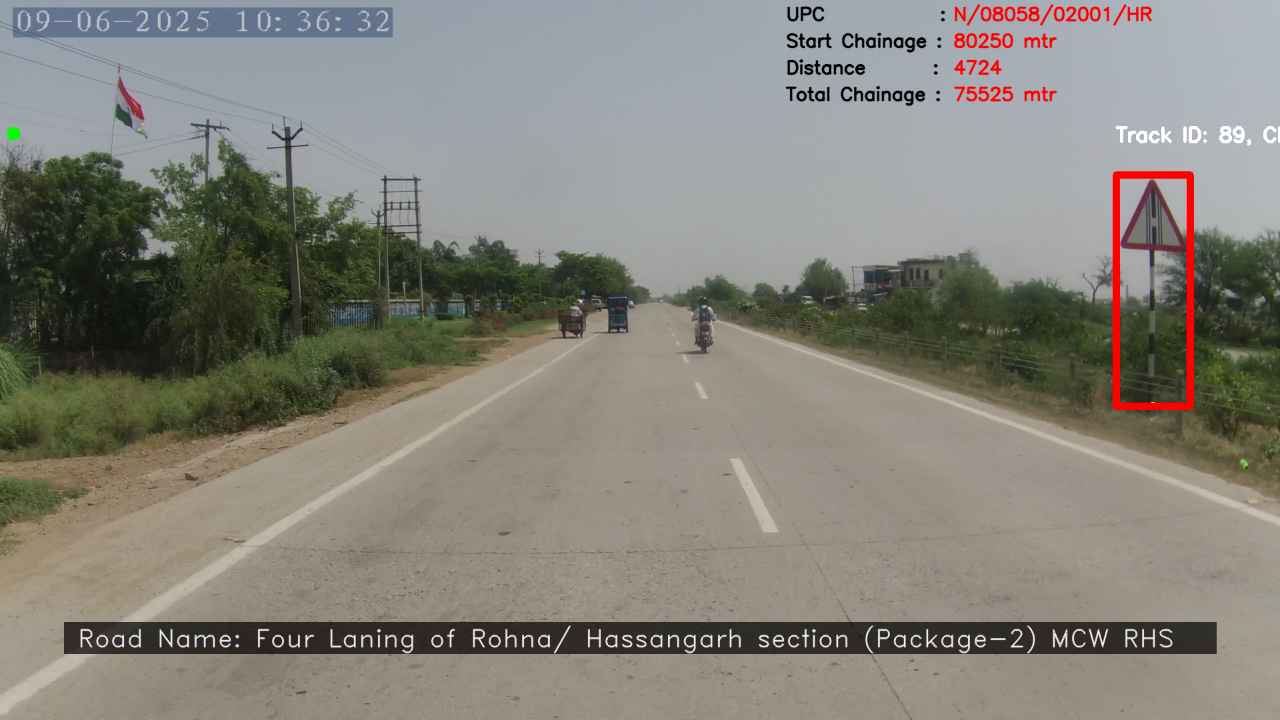 09-06-2025 10:36:32
UPC : N/08058/02001/HR
Start Chainage : 80250 mtr
Distance : 4724
Total Chainage : 75525 mtr
Track ID: 89,
Road Name: Four Laning of Rohna/ Hassangarh section (Package-2) MCW RHS